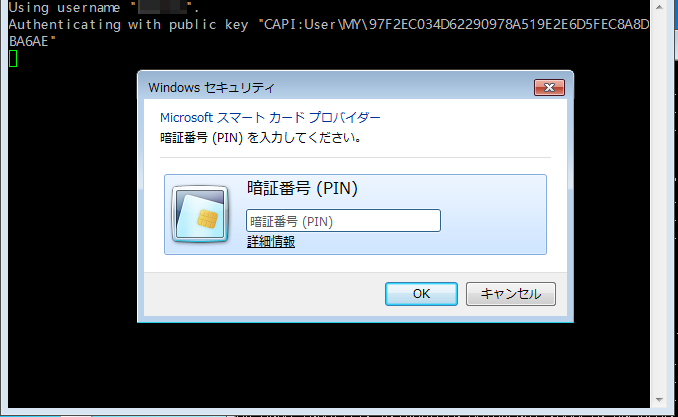 Using username "
".
Authenticating with public key "CAPI:User\MY\97F2EC034D62290978A519E2E6D5FEC8A8D
BA6AE"
Windows セキュリティ
Microsoft スマート カード プロバイダー
暗証番号 (PIN) を入力してください。
暗証番号 (PIN)
暗証番号 (PIN)
詳細情報
OK
キャンセル